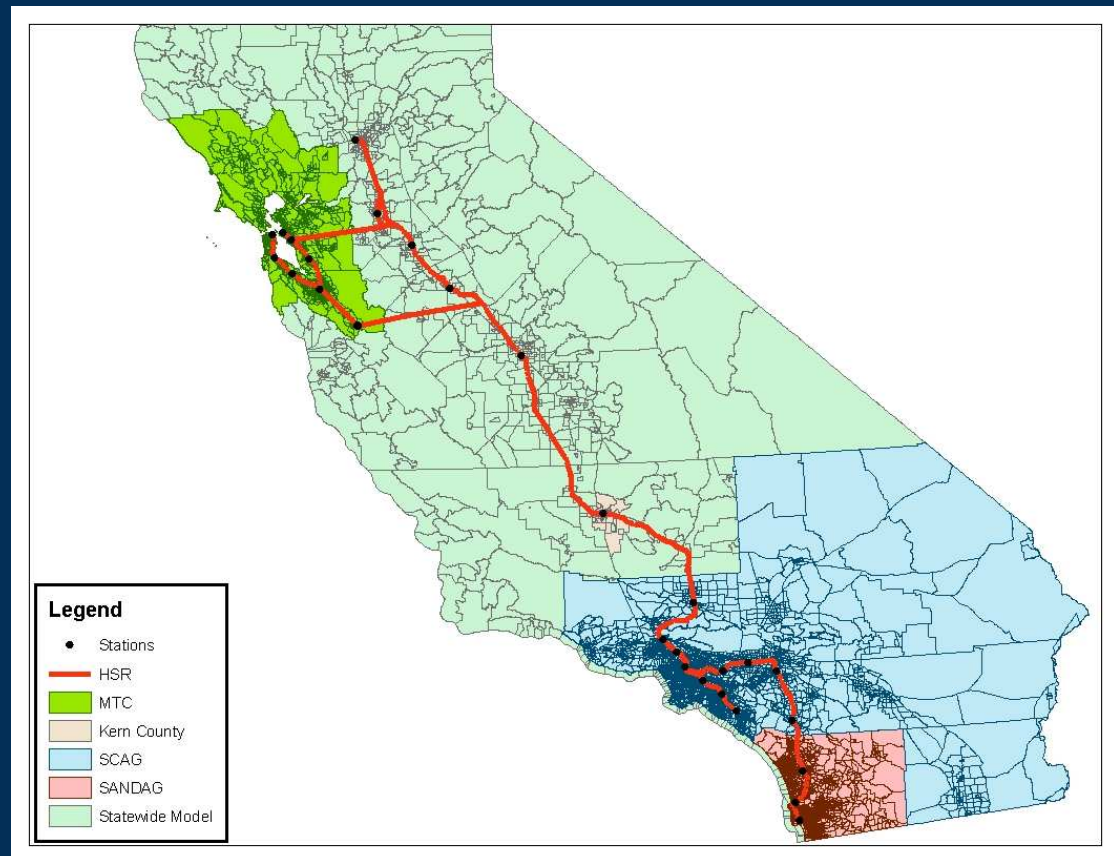 Legend
Stations
HSR
MTC
Kern County
SCAG
SANDAG
Statewide Model